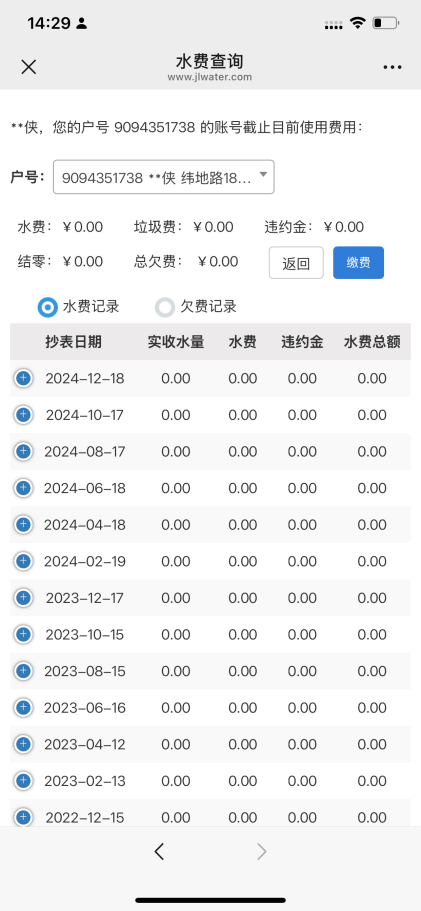 14:29
水费查询
www.jlwater.com
**侠，您的户号 9094351738 的账号截止目前使用费用：
户号： 9094351738 **侠 纬地路18...
水费：￥0.00 垃圾费：￥0.00 违约金：￥0.00
结零：￥0.00 总欠费：￥0.00 返回 缴费
水费记录 欠费记录
抄表日期 实收水量 水费 违约金 水费总额
2024-12-18 0.00 0.00 0.00 0.00
2024-10-17 0.00 0.00 0.00 0.00
2024-08-17 0.00 0.00 0.00 0.00
2024-06-18 0.00 0.00 0.00 0.00
2024-04-18 0.00 0.00 0.00 0.00
2024-02-19 0.00 0.00 0.00 0.00
2023-12-17 0.00 0.00 0.00 0.00
2023-10-15 0.00 0.00 0.00 0.00
2023-08-15 0.00 0.00 0.00 0.00
2023-06-16 0.00 0.00 0.00 0.00
2023-04-12 0.00 0.00 0.00 0.00
2023-02-13 0.00 0.00 0.00 0.00
2022-12-15 0.00 0.00 0.00 0.00